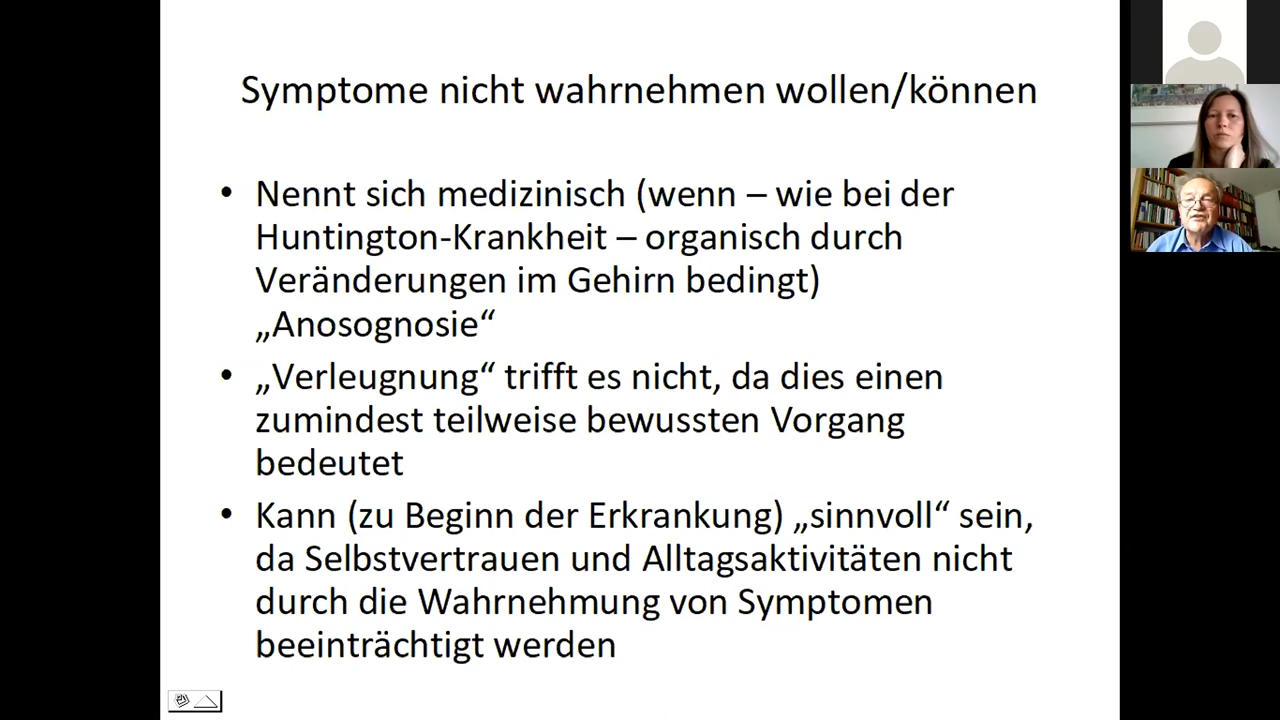 Symptome nicht wahrnehmen wollen/können
• Nennt sich medizinisch (wenn – wie bei der
Huntington-Krankheit – organisch durch
Veränderungen im Gehirn bedingt)
„Anosognosie“
• „Verleugnung“ trifft es nicht, da dies einen
zumindest teilweise bewussten Vorgang
bedeutet
• Kann (zu Beginn der Erkrankung) „sinnvoll“ sein,
da Selbstvertrauen und Alltagsaktivitäten nicht
durch die Wahrnehmung von Symptomen
beeinträchtigt werden